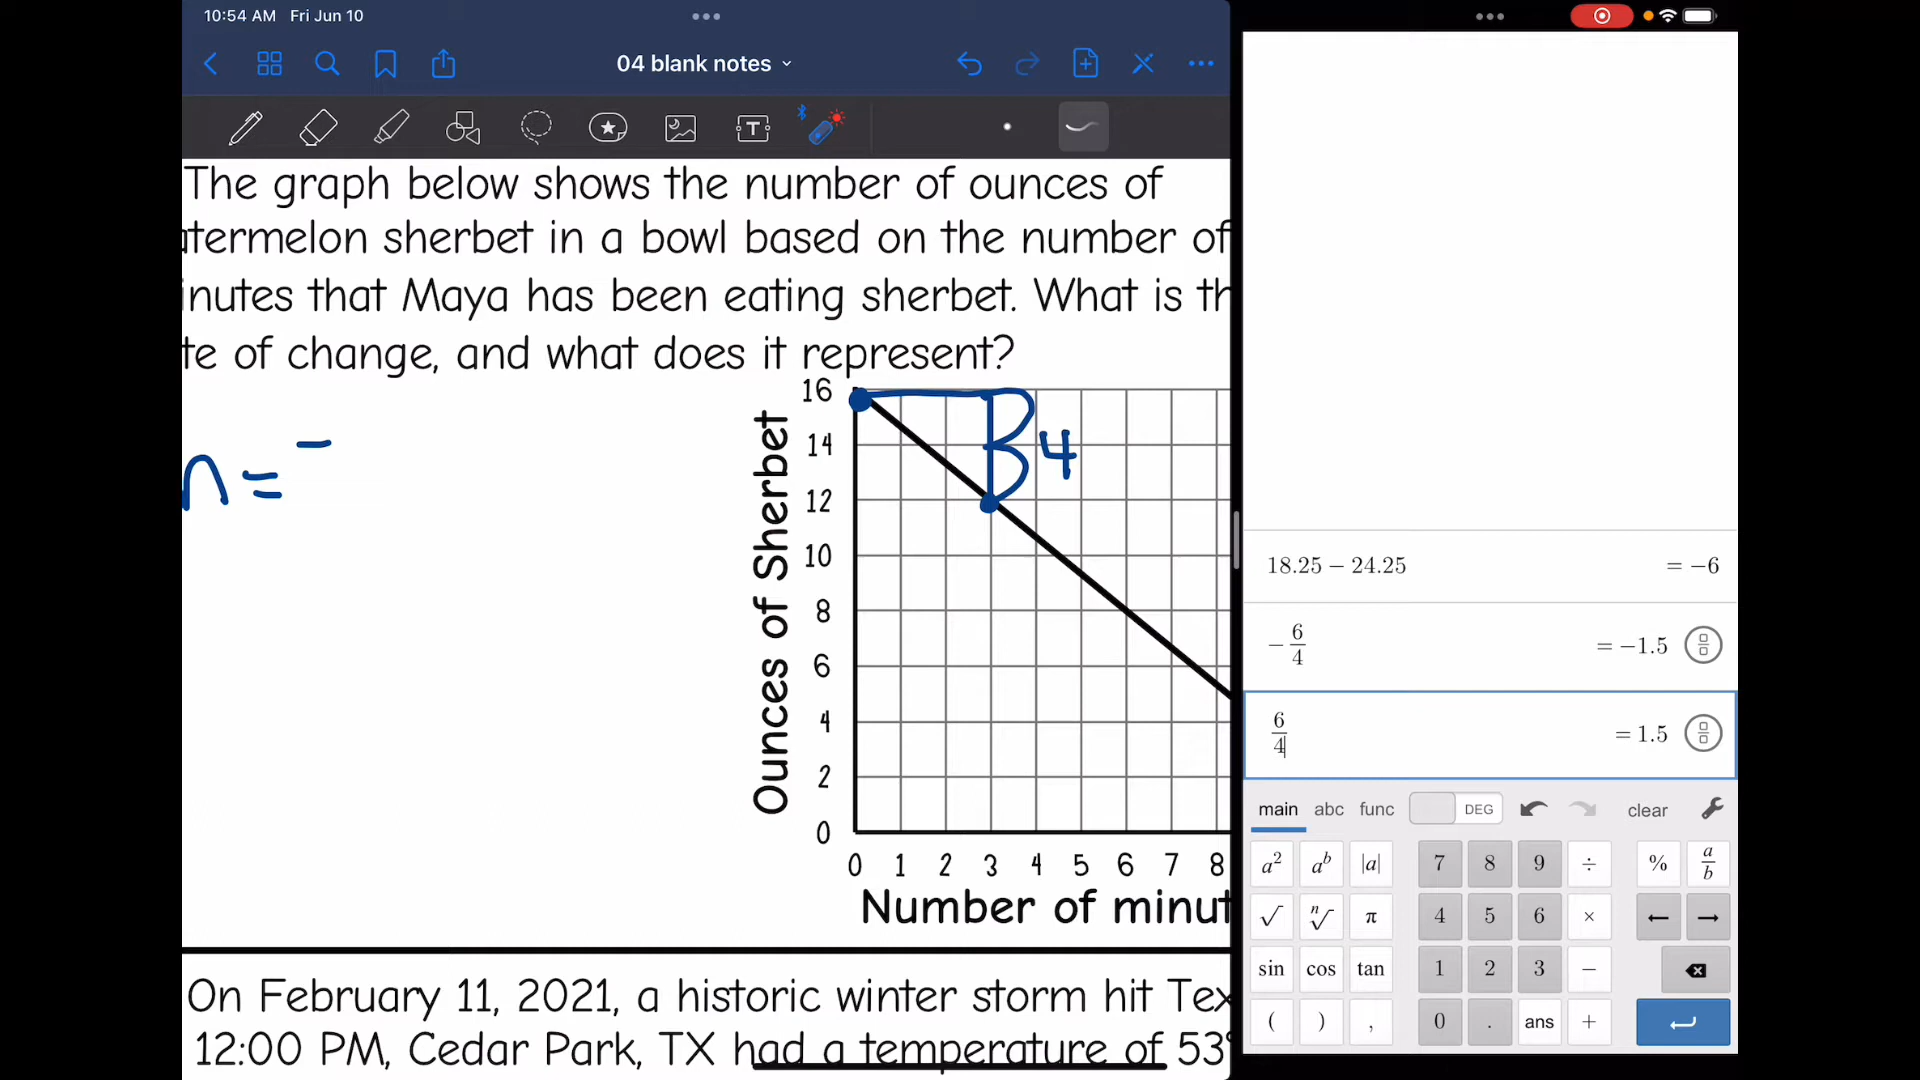 10:54 AM Fri Jun 10
04 blank notes
The graph below shows the number of ounces of
atermelon sherbet in a bowl based on the number of
inutes that Maya has been eating sherbet. What is th
te of change, and what does it represent?
= -
4
Ounces of Sherbet
16
14
12
10
8
6
4
2
0
0 1 2 3 4 5 6 7 8
Number of minut
On February 11, 2021, a historic winter storm hit Tex
12:00 PM, Cedar Park, TX had a temperature of 53°
18.25 − 24.25 = −6
− 6/4 = −1.5
6/4 = 1.5
main abc func DEG clear
a² aᵇ |a| 7 8 9 ÷ % a/b
√ ⁿ√ π 4 5 6 × ← →
sin cos tan 1 2 3 −
( ) , 0 . ans +